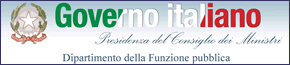 Governo italiano
Presidenza del Consiglio dei Ministri
Dipartimento della Funzione pubblica